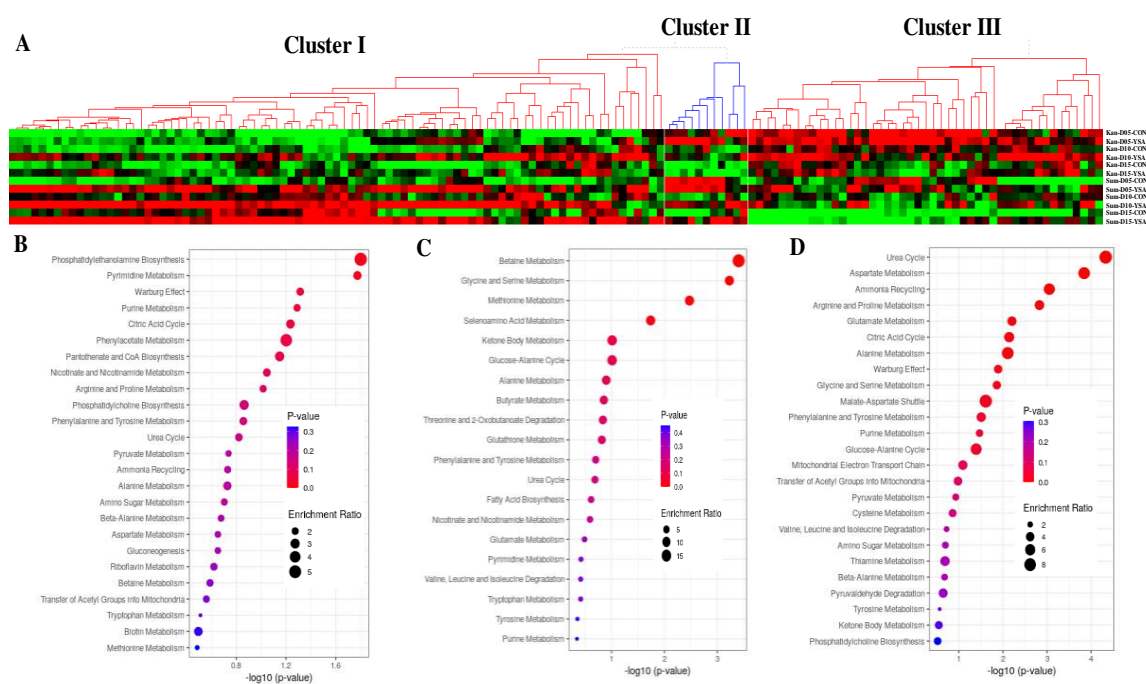 A
Cluster I
Cluster II
Cluster III
Kan-D05-CON
Kan-D05-YSA
Kan-D10-CON
Kan-D10-YSA
Kan-D15-CON
Kan-D15-YSA
Sum-D05-CON
Sum-D05-YSA
Sum-D10-CON
Sum-D10-YSA
Sum-D15-CON
Sum-D15-YSA
B
Phosphatidylethanolamine Biosynthesis
Pyrimidine Metabolism
Warburg Effect
Purine Metabolism
Citric Acid Cycle
Phenylacetate Metabolism
Pantothenate and CoA Biosynthesis
Nicotinate and Nicotinamide Metabolism
Arginine and Proline Metabolism
Phosphatidylcholine Biosynthesis
Phenylalanine and Tyrosine Metabolism
Urea Cycle
Pyruvate Metabolism
Ammonia Recycling
Alanine Metabolism
Amino Sugar Metabolism
Beta-Alanine Metabolism
Aspartate Metabolism
Gluconeogenesis
Riboflavin Metabolism
Betaine Metabolism
Transfer of Acetyl Groups into Mitochondria
Tryptophan Metabolism
Biotin Metabolism
Methionine Metabolism
P-value
0.3
0.2
0.1
0.0
Enrichment Ratio
2
3
4
5
0.8
1.2
1.6
-log10 (p-value)
C
Betaine Metabolism
Glycine and Serine Metabolism
Methionine Metabolism
Selenoamino Acid Metabolism
Ketone Body Metabolism
Glucose-Alanine Cycle
Alanine Metabolism
Butyrate Metabolism
Threonine and 2-Oxobutanoate Degradation
Glutathione Metabolism
Phenylalanine and Tyrosine Metabolism
Urea Cycle
Fatty Acid Biosynthesis
Nicotinate and Nicotinamide Metabolism
Glutamate Metabolism
Pyrimidine Metabolism
Valine, Leucine and Isoleucine Degradation
Tryptophan Metabolism
Tyrosine Metabolism
Purine Metabolism
P-value
0.4
0.3
0.2
0.1
0.0
Enrichment Ratio
5
10
15
1
2
3
-log10 (p-value)
D
Urea Cycle
Aspartate Metabolism
Ammonia Recycling
Arginine and Proline Metabolism
Glutamate Metabolism
Citric Acid Cycle
Alanine Metabolism
Warburg Effect
Glycine and Serine Metabolism
Malate-Aspartate Shuttle
Phenylalanine and Tyrosine Metabolism
Purine Metabolism
Glucose-Alanine Cycle
Mitochondrial Electron Transport Chain
Transfer of Acetyl Groups into Mitochondria
Pyruvate Metabolism
Cysteine Metabolism
Valine, Leucine and Isoleucine Degradation
Amino Sugar Metabolism
Thiamine Metabolism
Beta-Alanine Metabolism
Pyruvaldehyde Degradation
Tyrosine Metabolism
Ketone Body Metabolism
Phosphatidylcholine Biosynthesis
P-value
0.3
0.2
0.1
0.0
Enrichment Ratio
2
4
6
8
1
2
3
4
-log10 (p-value)